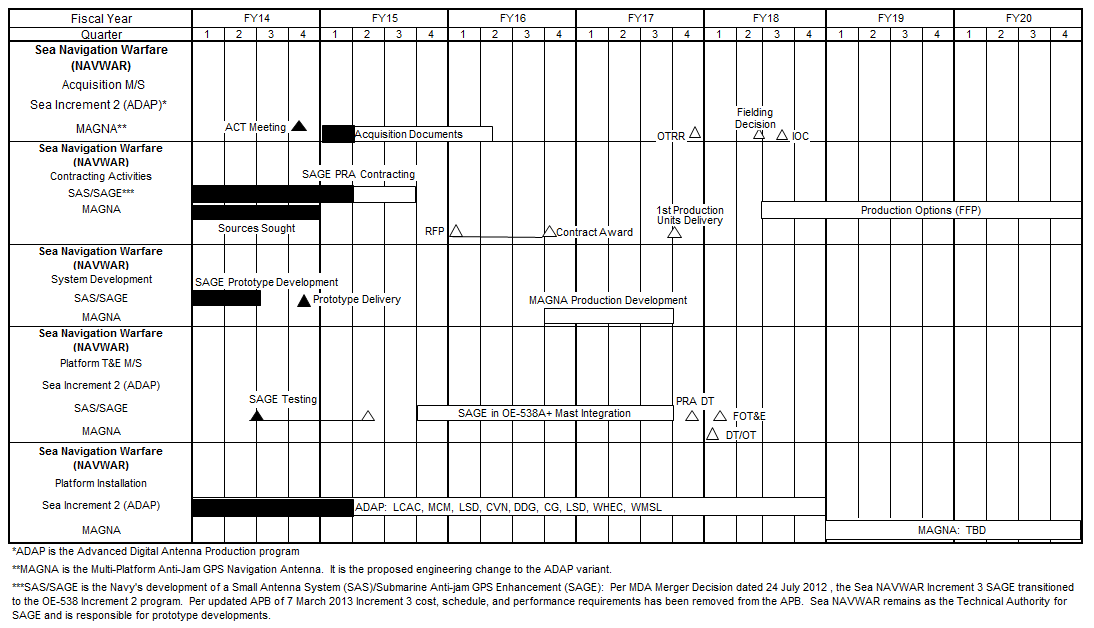 Fiscal Year FY14 FY15 FY16 FY17 FY18 FY19 FY20
Quarter 1 2 3 4 1 2 3 4 1 2 3 4 1 2 3 4 1 2 3 4 1 2 3 4 1 2 3 4
Sea Navigation Warfare
(NAVWAR)
Acquisition M/S
Sea Increment 2 (ADAP)*
Fielding
Decision
MAGNA** ACT Meeting Acquisition Documents OTRR IOC
Sea Navigation Warfare
(NAVWAR)
Contracting Activities SAGE PRA Contracting
SAS/SAGE***
MAGNA 1st Production Production Options (FFP)
Units Delivery
Sources Sought RFP Contract Award
Sea Navigation Warfare
(NAVWAR)
System Development SAGE Prototype Development
SAS/SAGE Prototype Delivery MAGNA Production Development
MAGNA
Sea Navigation Warfare
(NAVWAR)
Platform T&E M/S
Sea Increment 2 (ADAP)
SAGE Testing PRA DT
SAS/SAGE SAGE in OE-538A+ Mast Integration FOT&E
MAGNA DT/OT
Sea Navigation Warfare
(NAVWAR)
Platform Installation
Sea Increment 2 (ADAP) ADAP: LCAC, MCM, LSD, CVN, DDG, CG, LSD, WHEC, WMSL
MAGNA MAGNA: TBD
*ADAP is the Advanced Digital Antenna Production program
**MAGNA is the Multi-Platform Anti-Jam GPS Navigation Antenna. It is the proposed engineering change to the ADAP variant.
***SAS/SAGE is the Navy's development of a Small Antenna System (SAS)/Submarine Anti-jam GPS Enhancement (SAGE): Per MDA Merger Decision dated 24 July 2012 , the Sea NAVWAR Increment 3 SAGE transitioned
to the OE-538 Increment 2 program. Per updated APB of 7 March 2013 Increment 3 cost, schedule, and performance requirements has been removed from the APB. Sea NAVWAR remains as the Technical Authority for
SAGE and is responsible for prototype developments.